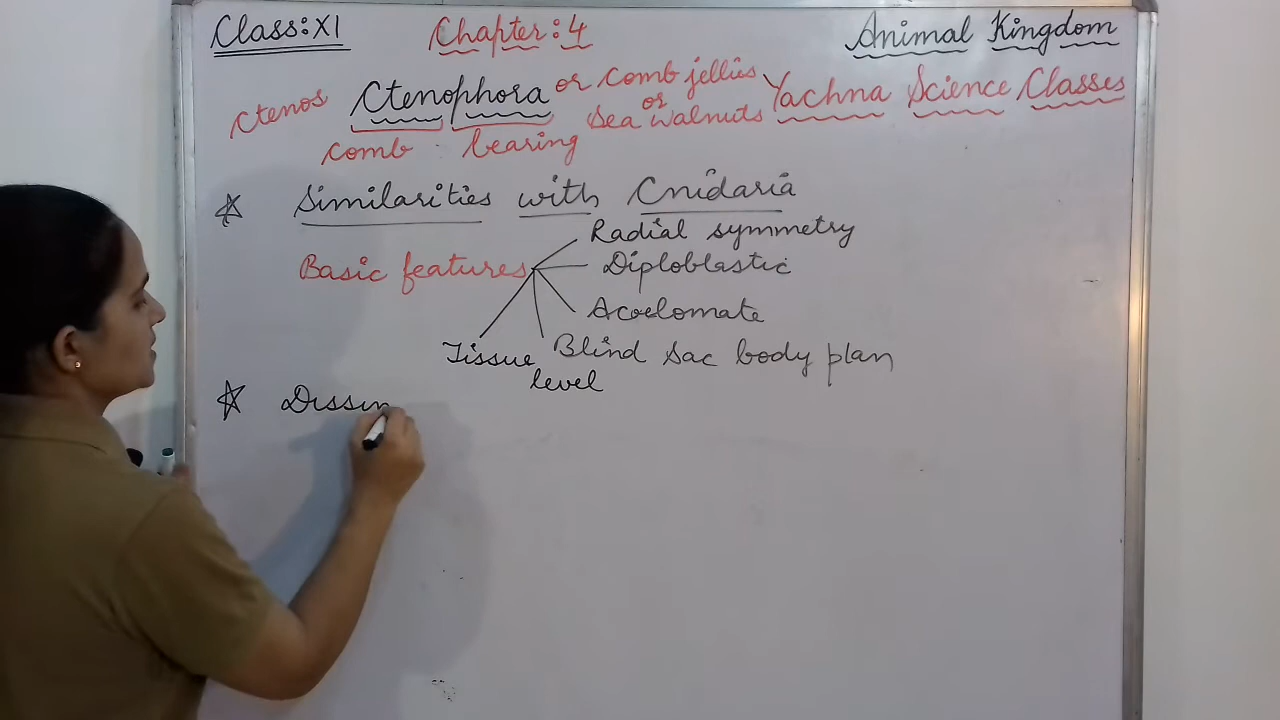 Class:XI Chapter:4 Animal Kingdom
Ctenos Ctenophora or Comb jellies Yachna Science Classes
or
Sea walnuts
comb bearing
Similarities with Cnidaria
Radial symmetry
Basic features Diploblastic
Acoelomate
Tissue Blind sac body plan
level
Dissim